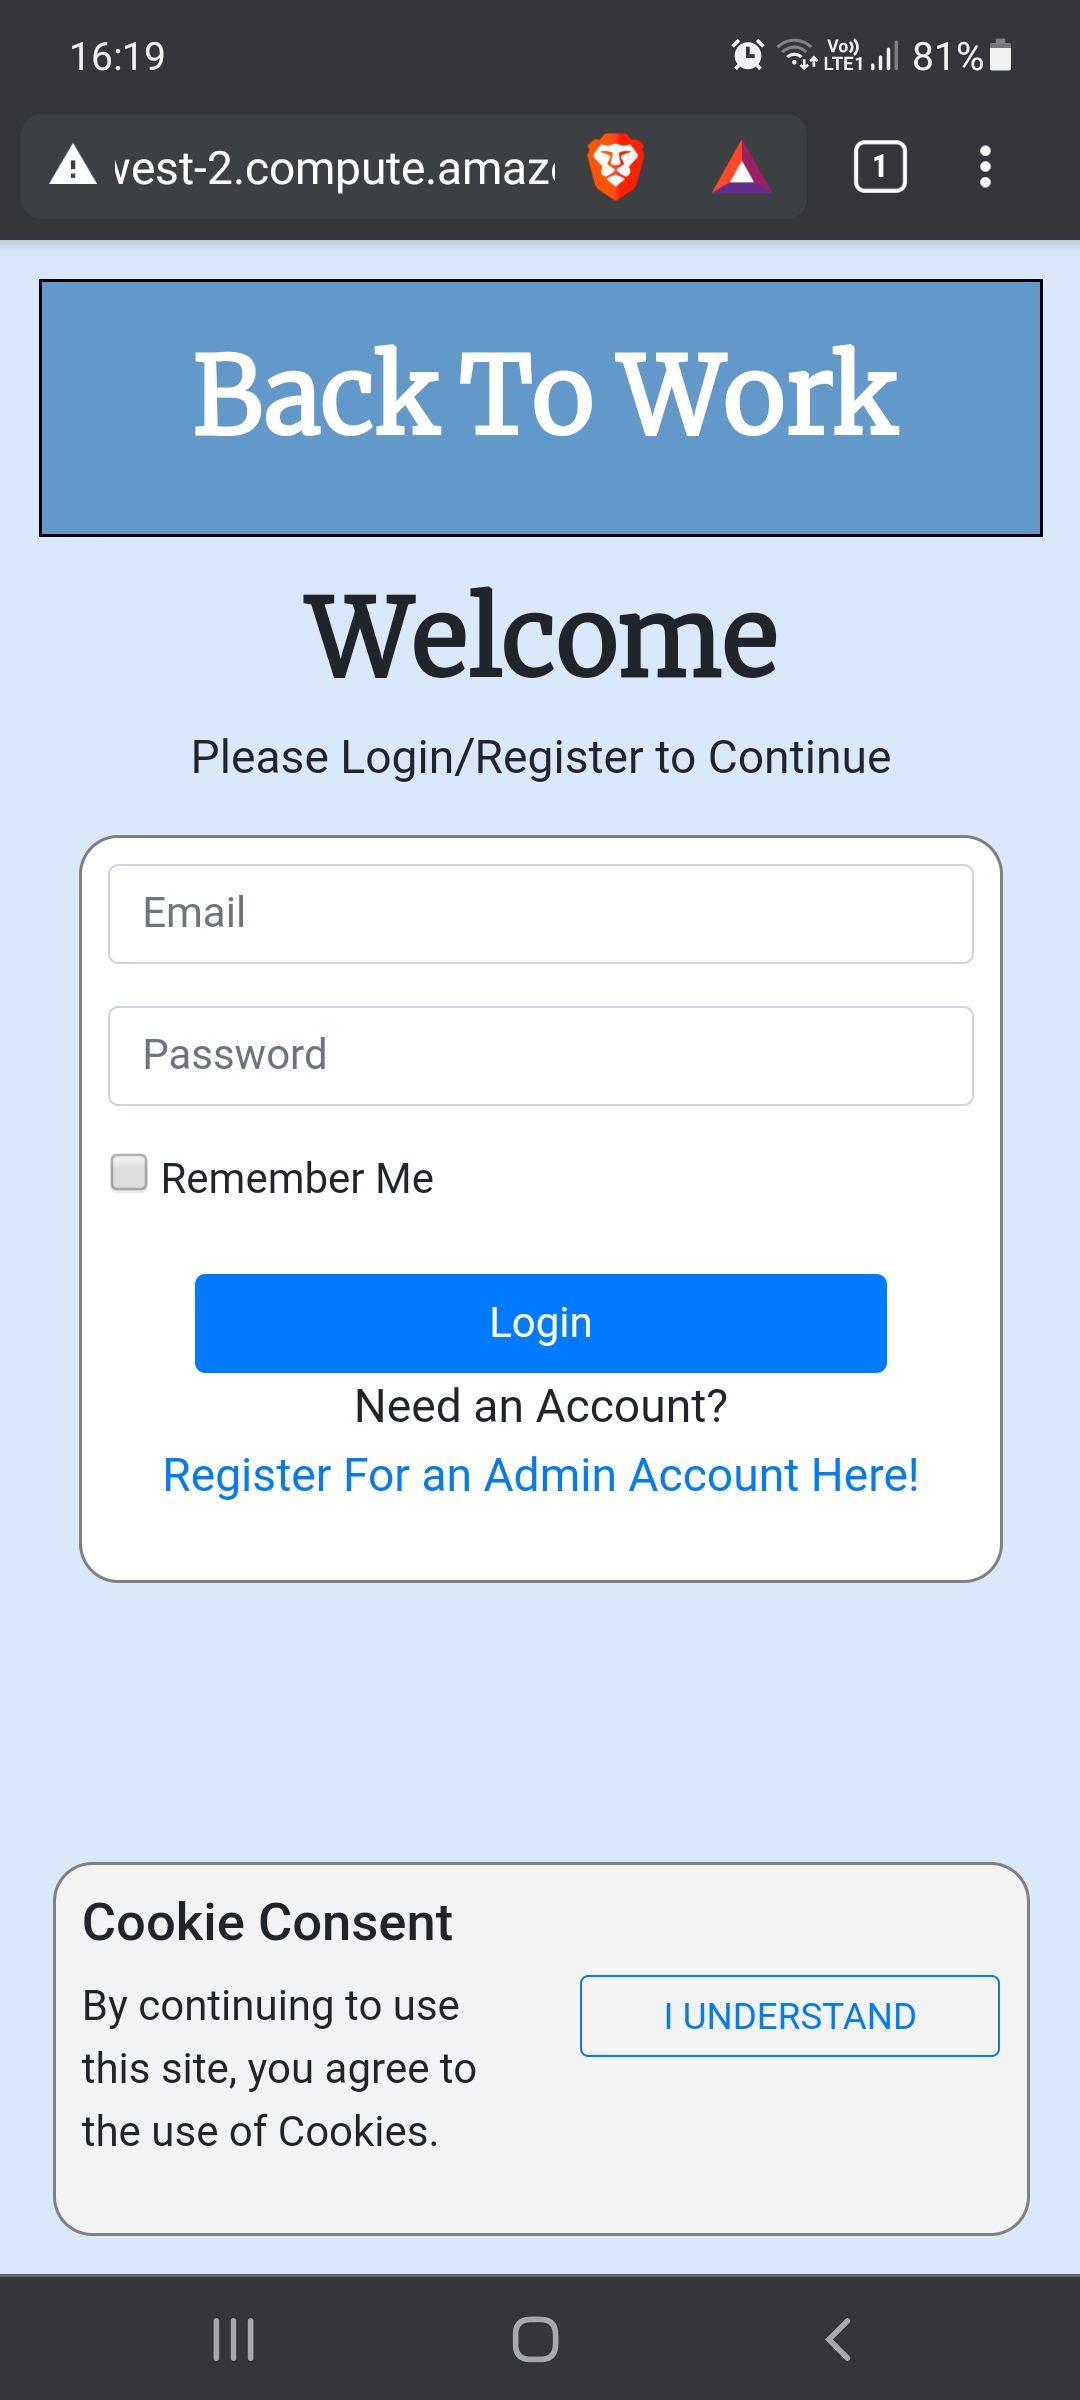 16:19
Vo)) LTE1 81%
west-2.compute.amaz
1
Back To Work
Welcome
Please Login/Register to Continue
Email
Password
Remember Me
Login
Need an Account?
Register For an Admin Account Here!
Cookie Consent
By continuing to use
this site, you agree to
the use of Cookies.
I UNDERSTAND